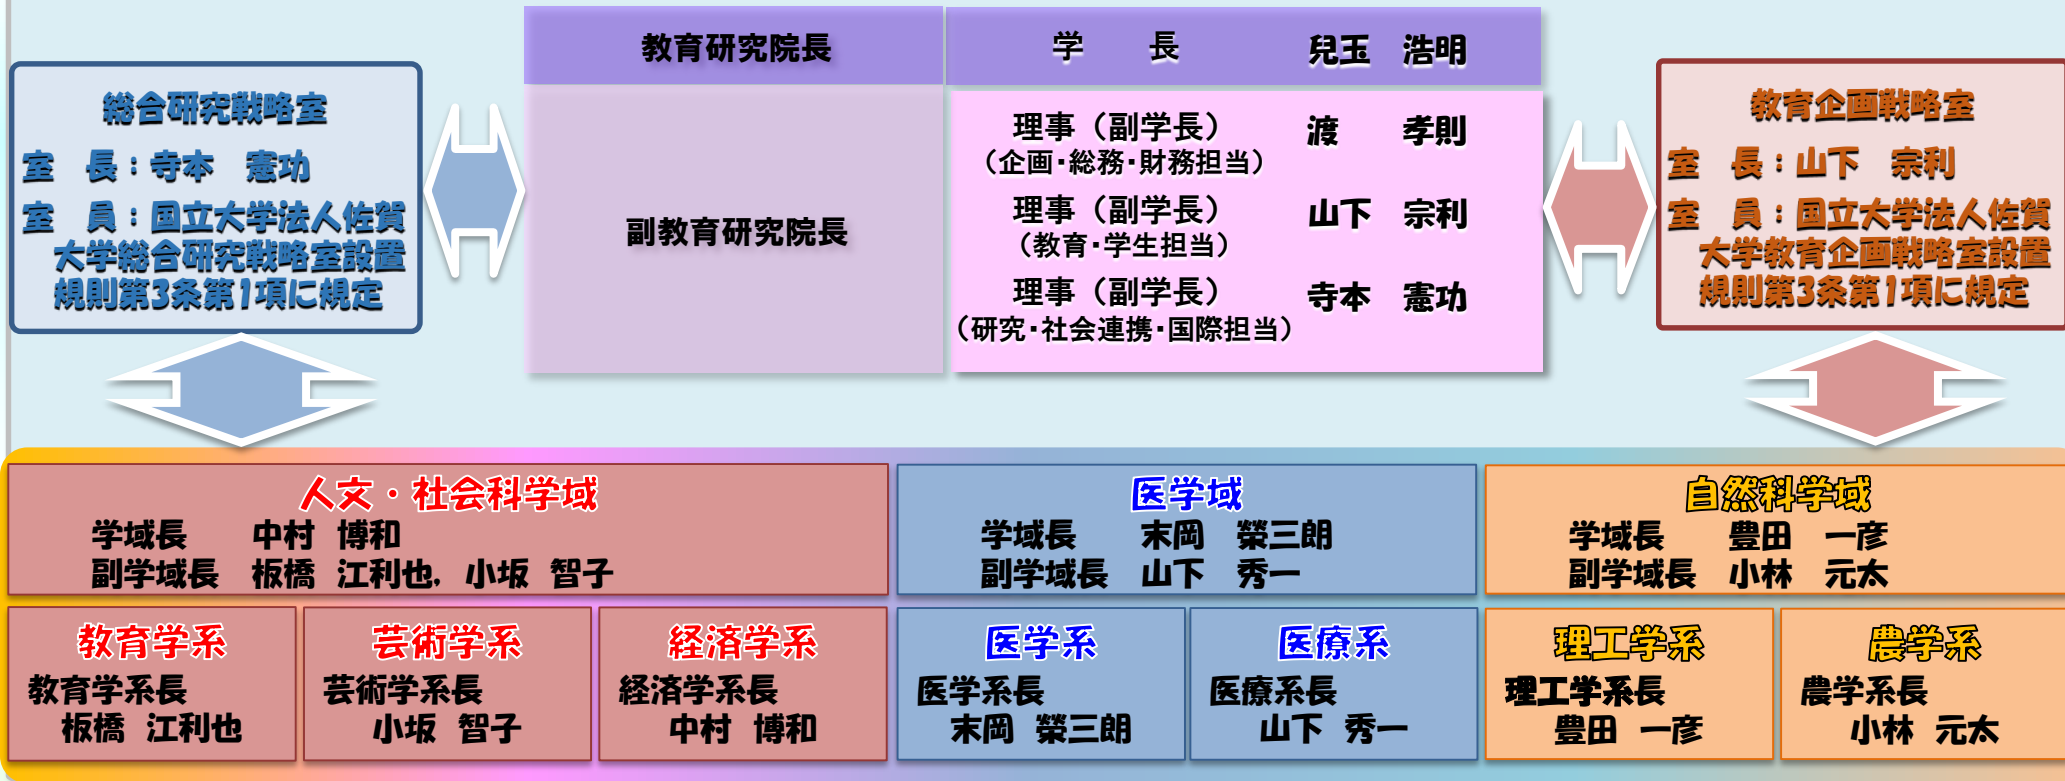 教育研究院長
学　長　兒玉　浩明
副教育研究院長
理事（副学長）　渡　孝則
（企画・総務・財務担当）
理事（副学長）　山下　宗利
（教育・学生担当）
理事（副学長）　寺本　憲功
（研究・社会連携・国際担当）
総合研究戦略室
室　長：寺本　憲功
室　員：国立大学法人佐賀
大学総合研究戦略室設置
規則第3条第1項に規定
教育企画戦略室
室　長：山下　宗利
室　員：国立大学法人佐賀
大学教育企画戦略室設置
規則第3条第1項に規定
人文・社会科学域
学域長　中村　博和
副学域長　板橋　江利也，小坂　智子
医学域
学域長　末岡　榮三朗
副学域長　山下　秀一
自然科学域
学域長　豊田　一彦
副学域長　小林　元太
教育学系
教育学系長
板橋　江利也
芸術学系
芸術学系長
小坂　智子
経済学系
経済学系長
中村　博和
医学系
医学系長
末岡　榮三朗
医療系
医療系長
山下　秀一
理工学系
理工学系長
豊田　一彦
農学系
農学系長
小林　元太